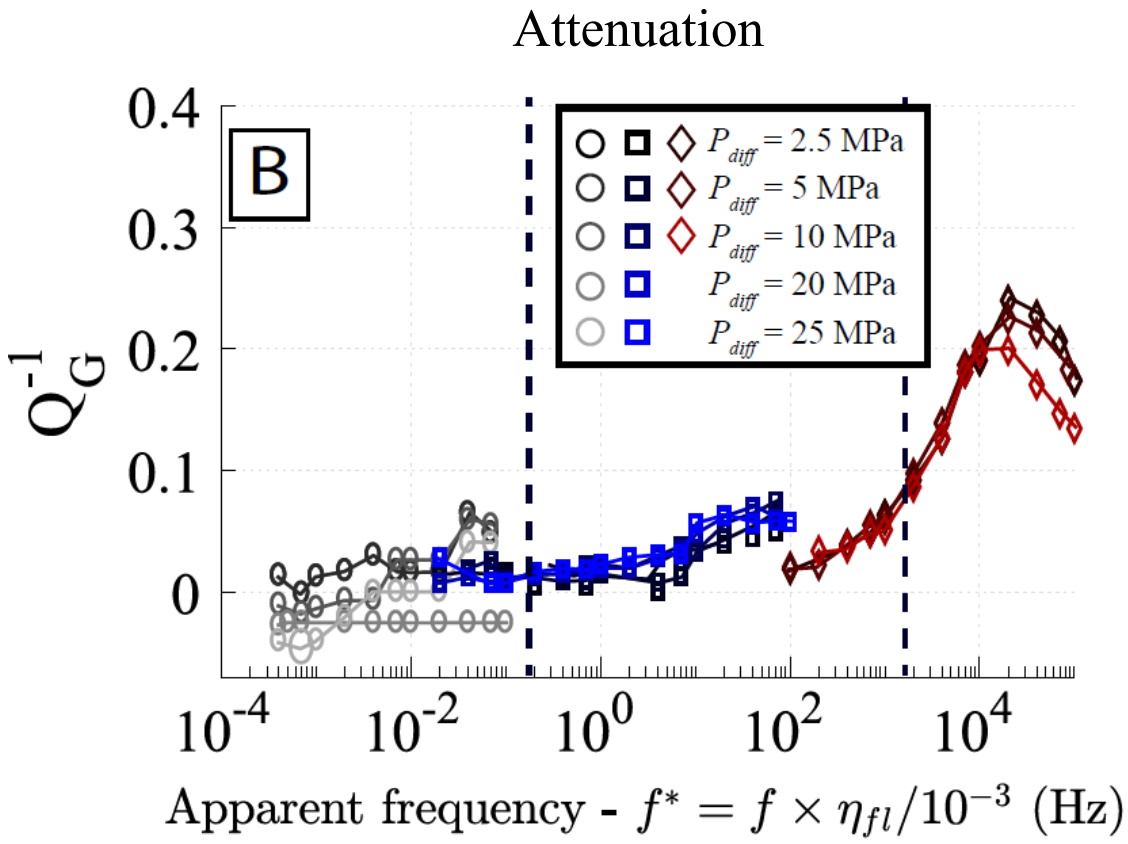 Attenuation
0.4
0.3
0.2
0.1
0
Q_G^-1
B
P_diff = 2.5 MPa
P_diff = 5 MPa
P_diff = 10 MPa
P_diff = 20 MPa
P_diff = 25 MPa
10^-4 10^-2 10^0 10^2 10^4
Apparent frequency - f* = f × η_fl/10^-3 (Hz)